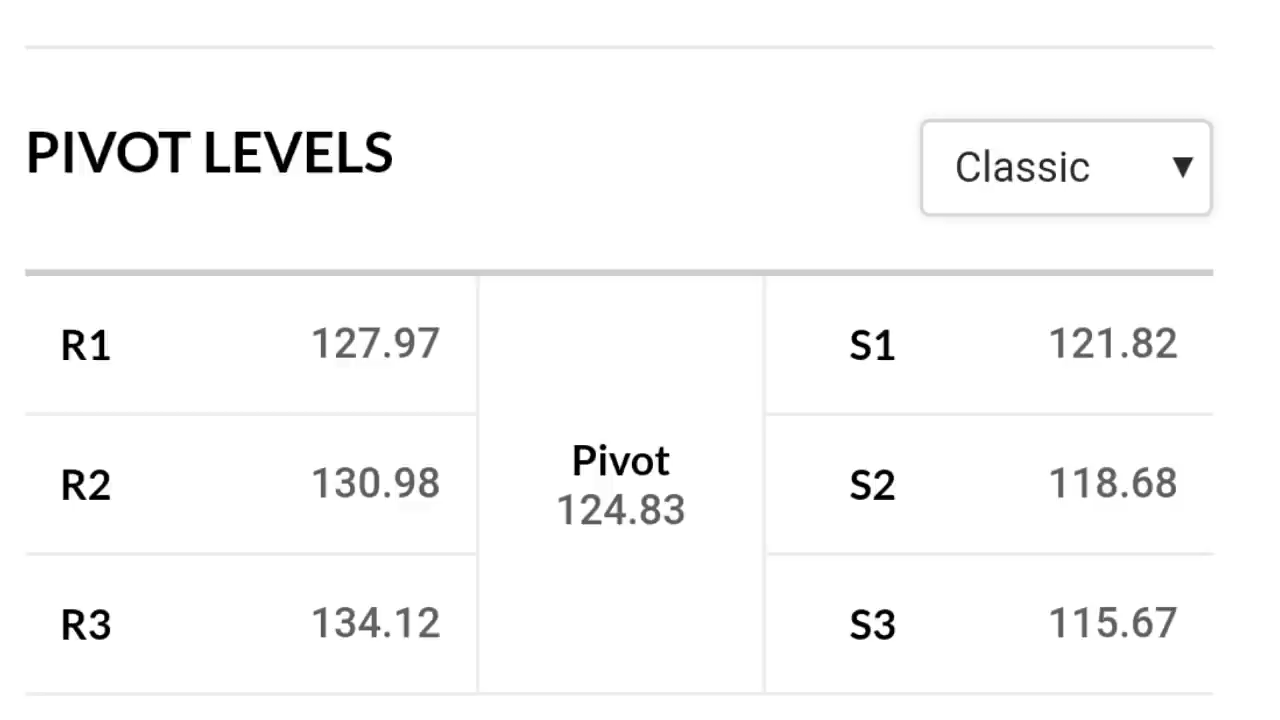 PIVOT LEVELS
Classic ▼
R1 127.97
R2 130.98
R3 134.12
Pivot
124.83
S1 121.82
S2 118.68
S3 115.67